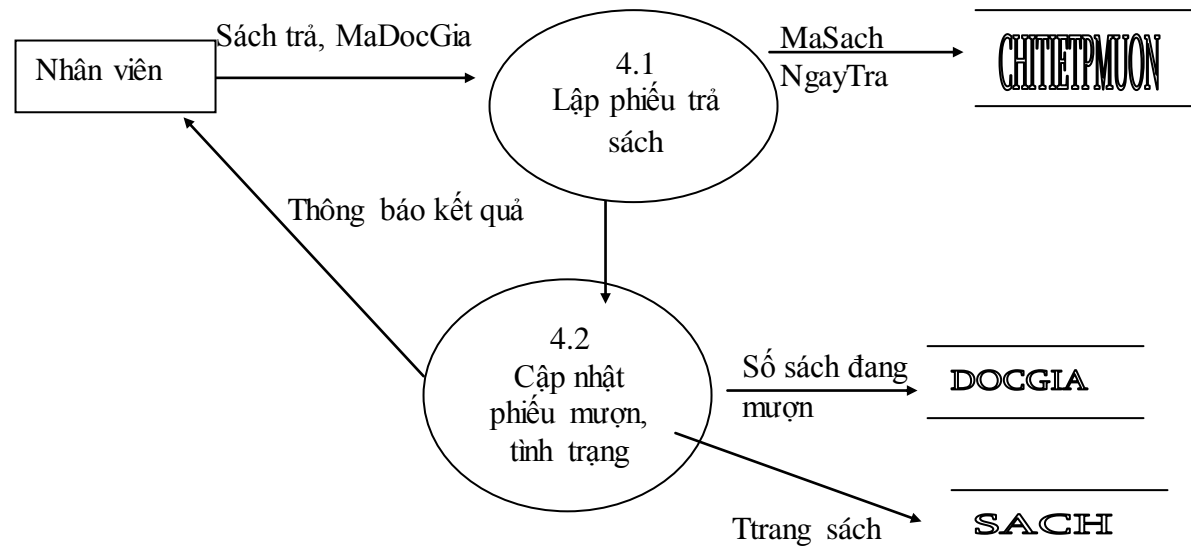 Sách trả, MaDocGia
Nhân viên
4.1
Lập phiếu trả
sách
MaSach
NgayTra
CHITIETPMUON
Thông báo kết quả
4.2
Cập nhật
phiếu mượn,
tình trạng
Số sách đang
mượn
DOCGIA
Ttrang sách
SACH